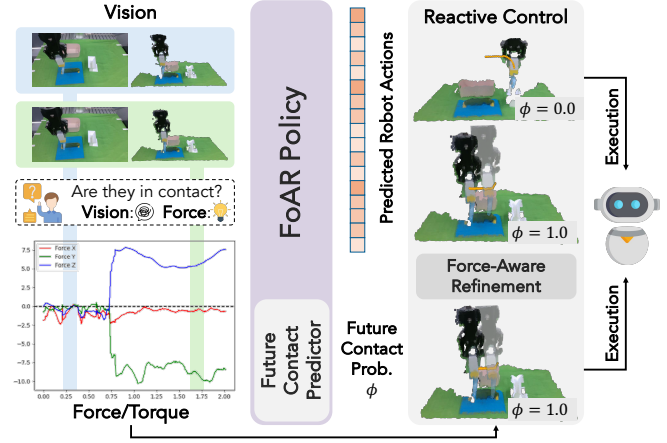 Vision
Are they in contact?
Vision:
Force:
Force X
Force Y
Force Z
7.5
5.0
2.5
0.0
−2.5
−5.0
−7.5
−10.0
0.00
0.25
0.50
0.75
1.00
1.25
1.50
1.75
2.00
Force/Torque
FoAR Policy
Future
Contact
Predictor
Predicted Robot Actions
Future
Contact
Prob.
ϕ
Reactive Control
ϕ = 0.0
ϕ = 1.0
Force-Aware
Refinement
ϕ = 1.0
Execution
Execution